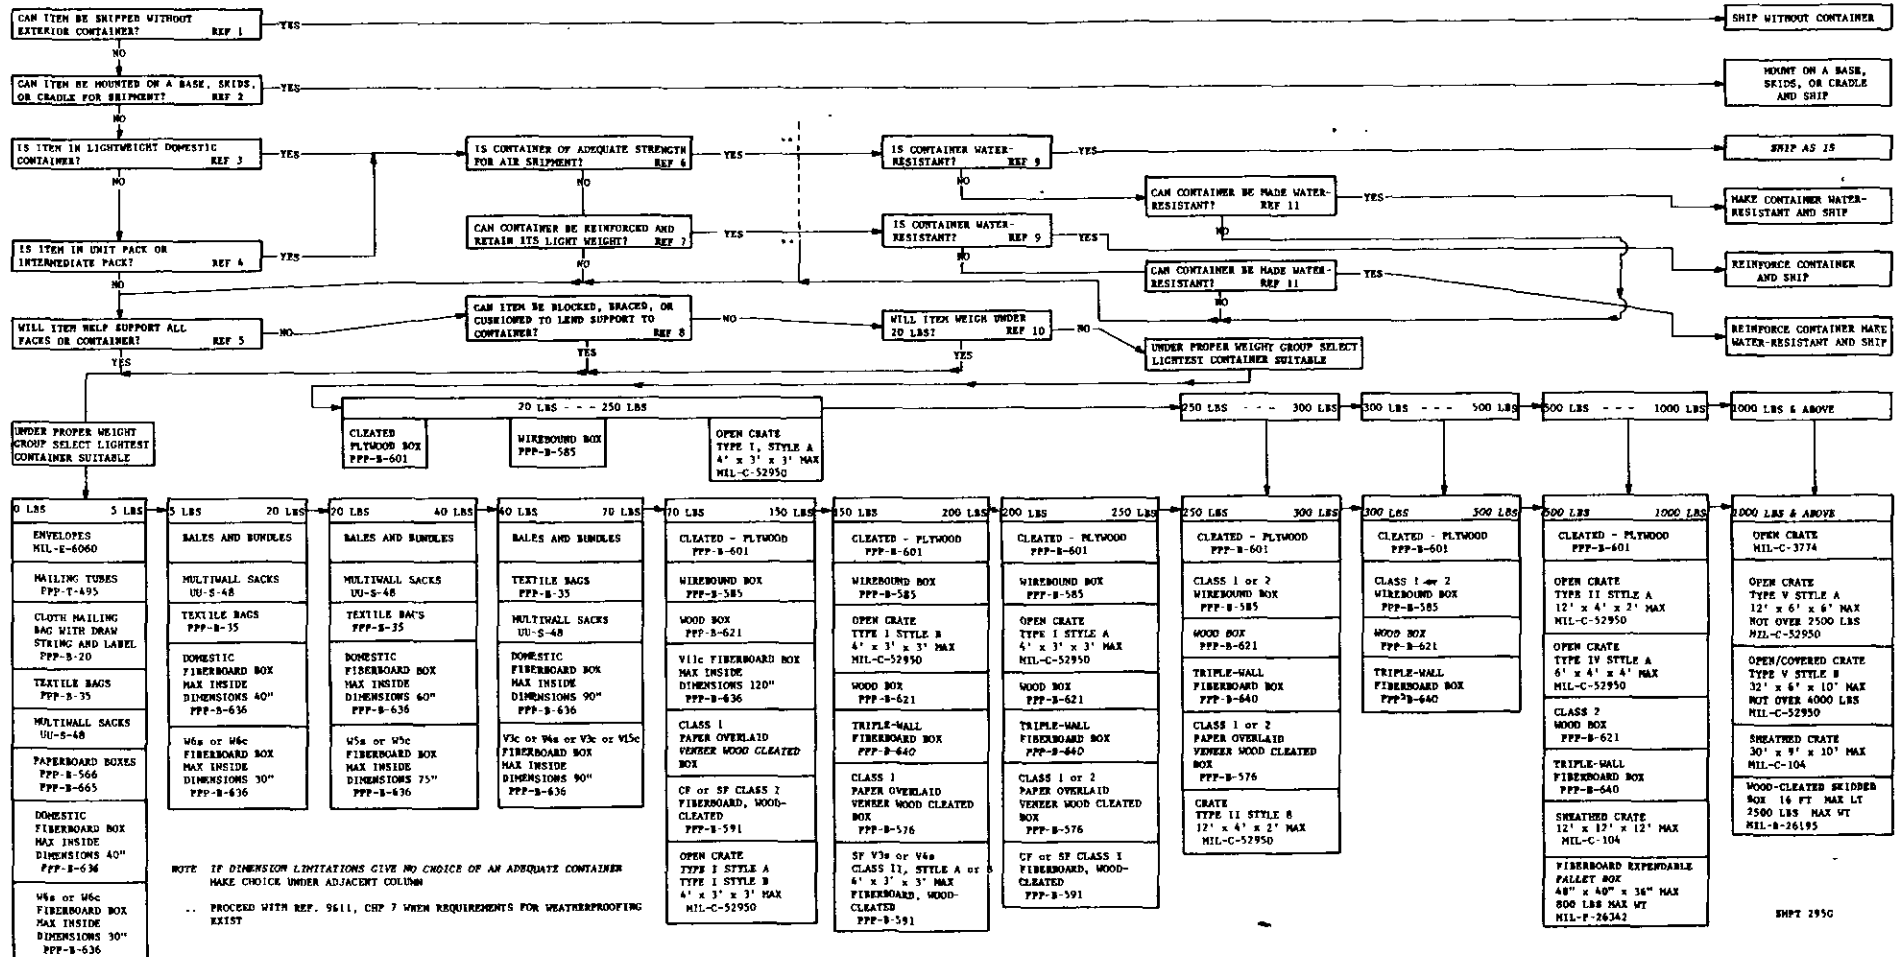 CAN ITEM BE SHIPPED WITHOUT
EXTERIOR CONTAINER? REF 1
YES
SHIP WITHOUT CONTAINER
NO
CAN ITEM BE MOUNTED ON A BASE, SKIDS,
OR CRADLE FOR SHIPMENT? REF 2
YES
MOUNT ON A BASE,
SKIDS, OR CRADLE
AND SHIP
NO
IS ITEM IN LIGHTWEIGHT DOMESTIC
CONTAINER? REF 3
YES
IS CONTAINER OF ADEQUATE STRENGTH
FOR AIR SHIPMENT? REF 6
YES
..
IS CONTAINER WATER-
RESISTANT? REF 9
YES
SHIP AS IS
NO
NO
NO
CAN CONTAINER BE MADE WATER-
RESISTANT? REF 11
YES
MAKE CONTAINER WATER-
RESISTANT AND SHIP
NO
IS ITEM IN UNIT PACK OR
INTERMEDIATE PACK? REF 4
YES
CAN CONTAINER BE REINFORCED AND
RETAIN ITS LIGHT WEIGHT? REF 7
YES
..
IS CONTAINER WATER-
RESISTANT? REF 9
YES
REINFORCE CONTAINER
AND SHIP
NO
NO
NO
CAN CONTAINER BE MADE WATER-
RESISTANT? REF 11
YES
REINFORCE CONTAINER MAKE
WATER-RESISTANT AND SHIP
NO
WILL ITEM HELP SUPPORT ALL
FACES OR CONTAINER? REF 5
NO
CAN ITEM BE BLOCKED, BRACED, OR
CUSHIONED TO LEND SUPPORT TO
CONTAINER? REF 8
NO
WILL ITEM WEIGH UNDER
20 LBS? REF 10
NO
UNDER PROPER WEIGHT GROUP SELECT
LIGHTEST CONTAINER SUITABLE
YES
YES
YES
UNDER PROPER WEIGHT
GROUP SELECT LIGHTEST
CONTAINER SUITABLE
20 LBS - - - 250 LBS
CLEATED
PLYWOOD BOX
PPP-B-601
WIREBOUND BOX
PPP-B-585
OPEN CRATE
TYPE I, STYLE A
4' x 3' x 3' MAX
MIL-C-52950
250 LBS - - - 300 LBS
300 LBS - - - 500 LBS
500 LBS - - - 1000 LBS
1000 LBS & ABOVE
0 LBS 5 LBS
ENVELOPES
MIL-E-6060
MAILING TUBES
PPP-T-495
CLOTH MAILING
BAG WITH DRAW
STRING AND LABEL
PPP-B-20
TEXTILE BAGS
PPP-B-35
MULTIWALL SACKS
UU-S-48
PAPERBOARD BOXES
PPP-B-566
PPP-B-665
DOMESTIC
FIBERBOARD BOX
MAX INSIDE
DIMENSIONS 40"
PPP-B-636
W6s or W6c
FIBERBOARD BOX
MAX INSIDE
DIMENSIONS 30"
PPP-B-636
5 LBS 20 LBS
BALES AND BUNDLES
MULTIWALL SACKS
UU-S-48
TEXTILE BAGS
PPP-B-35
DOMESTIC
FIBERBOARD BOX
MAX INSIDE
DIMENSIONS 40"
PPP-B-636
W6s or W6c
FIBERBOARD BOX
MAX INSIDE
DIMENSIONS 30"
PPP-B-636
20 LBS 40 LBS
BALES AND BUNDLES
MULTIWALL SACKS
UU-S-48
TEXTILE BAGS
PPP-B-35
DOMESTIC
FIBERBOARD BOX
MAX INSIDE
DIMENSIONS 60"
PPP-B-636
W5s or W5c
FIBERBOARD BOX
MAX INSIDE
DIMENSIONS 75"
PPP-B-636
40 LBS 70 LBS
BALES AND BUNDLES
TEXTILE BAGS
PPP-B-35
MULTIWALL SACKS
UU-S-48
DOMESTIC
FIBERBOARD BOX
MAX INSIDE
DIMENSIONS 90"
PPP-B-636
V3c or V4s or V3c or V15c
FIBERBOARD BOX
MAX INSIDE
DIMENSIONS 90"
PPP-B-636
70 LBS 150 LBS
CLEATED - PLYWOOD
PPP-B-601
WIREBOUND BOX
PPP-B-585
WOOD BOX
PPP-B-621
V11c FIBERBOARD BOX
MAX INSIDE
DIMENSIONS 120"
PPP-B-636
CLASS 1
PAPER OVERLAID
VENEER WOOD CLEATED
BOX
CF or SF CLASS 2
FIBERBOARD, WOOD-
CLEATED
PPP-B-591
OPEN CRATE
TYPE I STYLE A
TYPE I STYLE B
4' x 3' x 3' MAX
MIL-C-52950
150 LBS 200 LBS
CLEATED - PLYWOOD
PPP-B-601
WIREBOUND BOX
PPP-B-585
OPEN CRATE
TYPE I STYLE B
4' x 3' x 3' MAX
MIL-C-52950
WOOD BOX
PPP-B-621
TRIPLE-WALL
FIBERBOARD BOX
PPP-B-640
CLASS 1
PAPER OVERLAID
VENEER WOOD CLEATED
BOX
PPP-B-576
SF V3s or V4s
CLASS II, STYLE A or B
6' x 3' x 3' MAX
FIBERBOARD, WOOD-
CLEATED
PPP-B-591
200 LBS 250 LBS
CLEATED - PLYWOOD
PPP-B-601
WIREBOUND BOX
PPP-B-585
OPEN CRATE
TYPE I STYLE A
4' x 3' x 3' MAX
MIL-C-52950
WOOD BOX
PPP-B-621
TRIPLE-WALL
FIBERBOARD BOX
PPP-B-640
CLASS 1 or 2
PAPER OVERLAID
VENEER WOOD CLEATED
BOX
PPP-B-576
CF or SF CLASS I
FIBERBOARD, WOOD-
CLEATED
PPP-B-591
250 LBS 300 LBS
CLEATED - PLYWOOD
PPP-B-601
CLASS 1 or 2
WIREBOUND BOX
PPP-B-585
WOOD BOX
PPP-B-621
TRIPLE-WALL
FIBERBOARD BOX
PPP-B-640
CLASS 1 or 2
PAPER OVERLAID
VENEER WOOD CLEATED
BOX
PPP-B-576
CRATE
TYPE II STYLE B
12' x 4' x 2' MAX
MIL-C-52950
300 LBS 500 LBS
CLEATED - PLYWOOD
PPP-B-601
CLASS 1 or 2
WIREBOUND BOX
PPP-B-585
WOOD BOX
PPP-B-621
TRIPLE-WALL
FIBERBOARD BOX
PPP-B-640
500 LBS 1000 LBS
CLEATED - PLYWOOD
PPP-B-601
OPEN CRATE
TYPE II STYLE A
12' x 4' x 2' MAX
MIL-C-52950
OPEN CRATE
TYPE IV STYLE A
6' x 4' x 4' MAX
MIL-C-52950
CLASS 2
WOOD BOX
PPP-B-621
TRIPLE-WALL
FIBERBOARD BOX
PPP-B-640
SHEATHED CRATE
12' x 12' x 12' MAX
MIL-C-104
FIBERBOARD EXPENDABLE
PALLET BOX
48" x 40" x 36" MAX
800 LBS MAX WT
MIL-P-26342
1000 LBS & ABOVE
OPEN CRATE
MIL-C-3774
OPEN CRATE
TYPE V STYLE A
12' x 6' x 6' MAX
NOT OVER 2500 LBS
MIL-C-52950
OPEN/COVERED CRATE
TYPE V STYLE B
32' x 6' x 10' MAX
NOT OVER 4000 LBS
MIL-C-52950
SHEATHED CRATE
30' x 9' x 10' MAX
MIL-C-104
WOOD-CLEATED SKIDDED
BOX 16 FT MAX LT
2500 LBS MAX WT
MIL-B-26195
NOTE IF DIMENSION LIMITATIONS GIVE NO CHOICE OF AN ADEQUATE CONTAINER
MAKE CHOICE UNDER ADJACENT COLUMN
.. PROCEED WITH REF. 9611, CHP 7 WHEN REQUIREMENTS FOR WEATHERPROOFING
EXIST
SMPT 295G